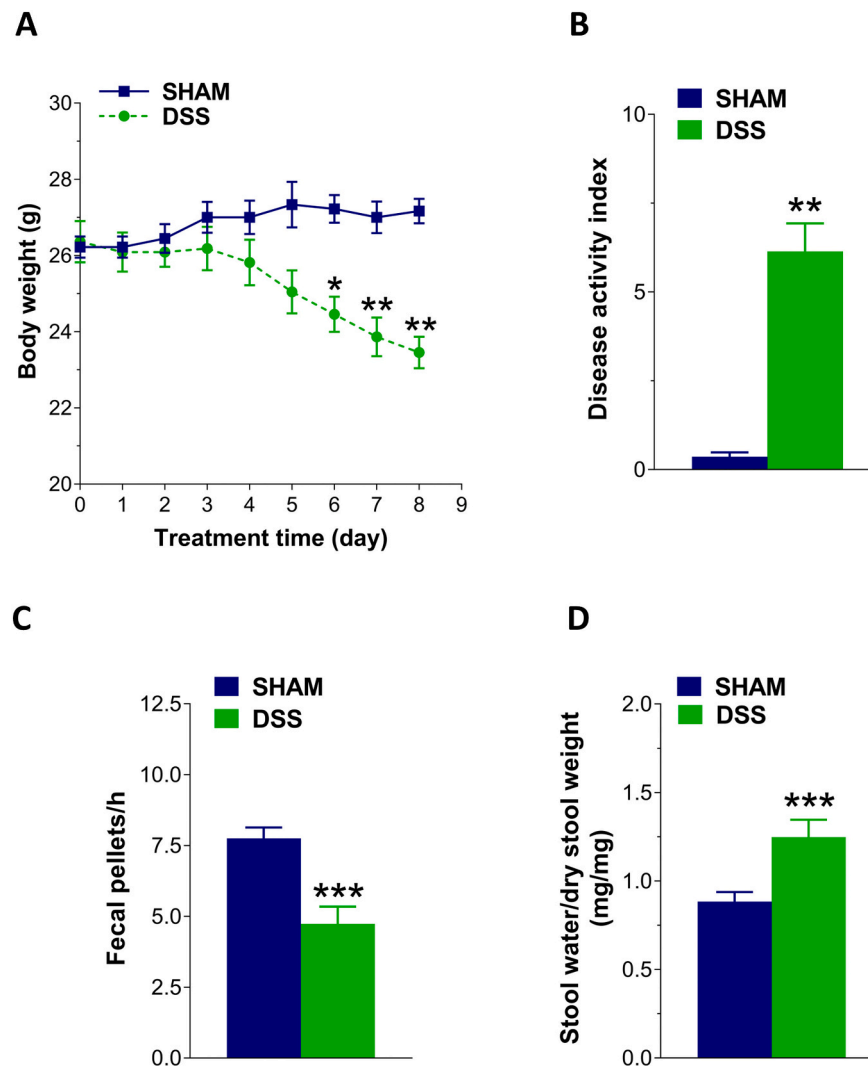 A
SHAM
DSS
30
28
26
24
22
20
Body weight (g)
*
**
**
0 1 2 3 4 5 6 7 8 9
Treatment time (day)
B
SHAM
DSS
10
5
0
Disease activity index
**
C
SHAM
DSS
12.5
10.0
7.5
5.0
2.5
0.0
Fecal pellets/h
***
D
SHAM
DSS
2.0
1.5
1.0
0.5
0.0
Stool water/dry stool weight
(mg/mg)
***